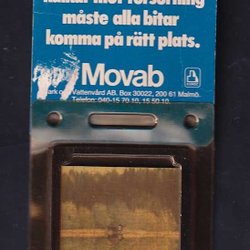 måste alla bitar
komma på rätt plats.
Movab
Vattenvård AB. Box 30022, 200 61 Malmö.
Telefon: 040-15 70 10, 15 50 10.